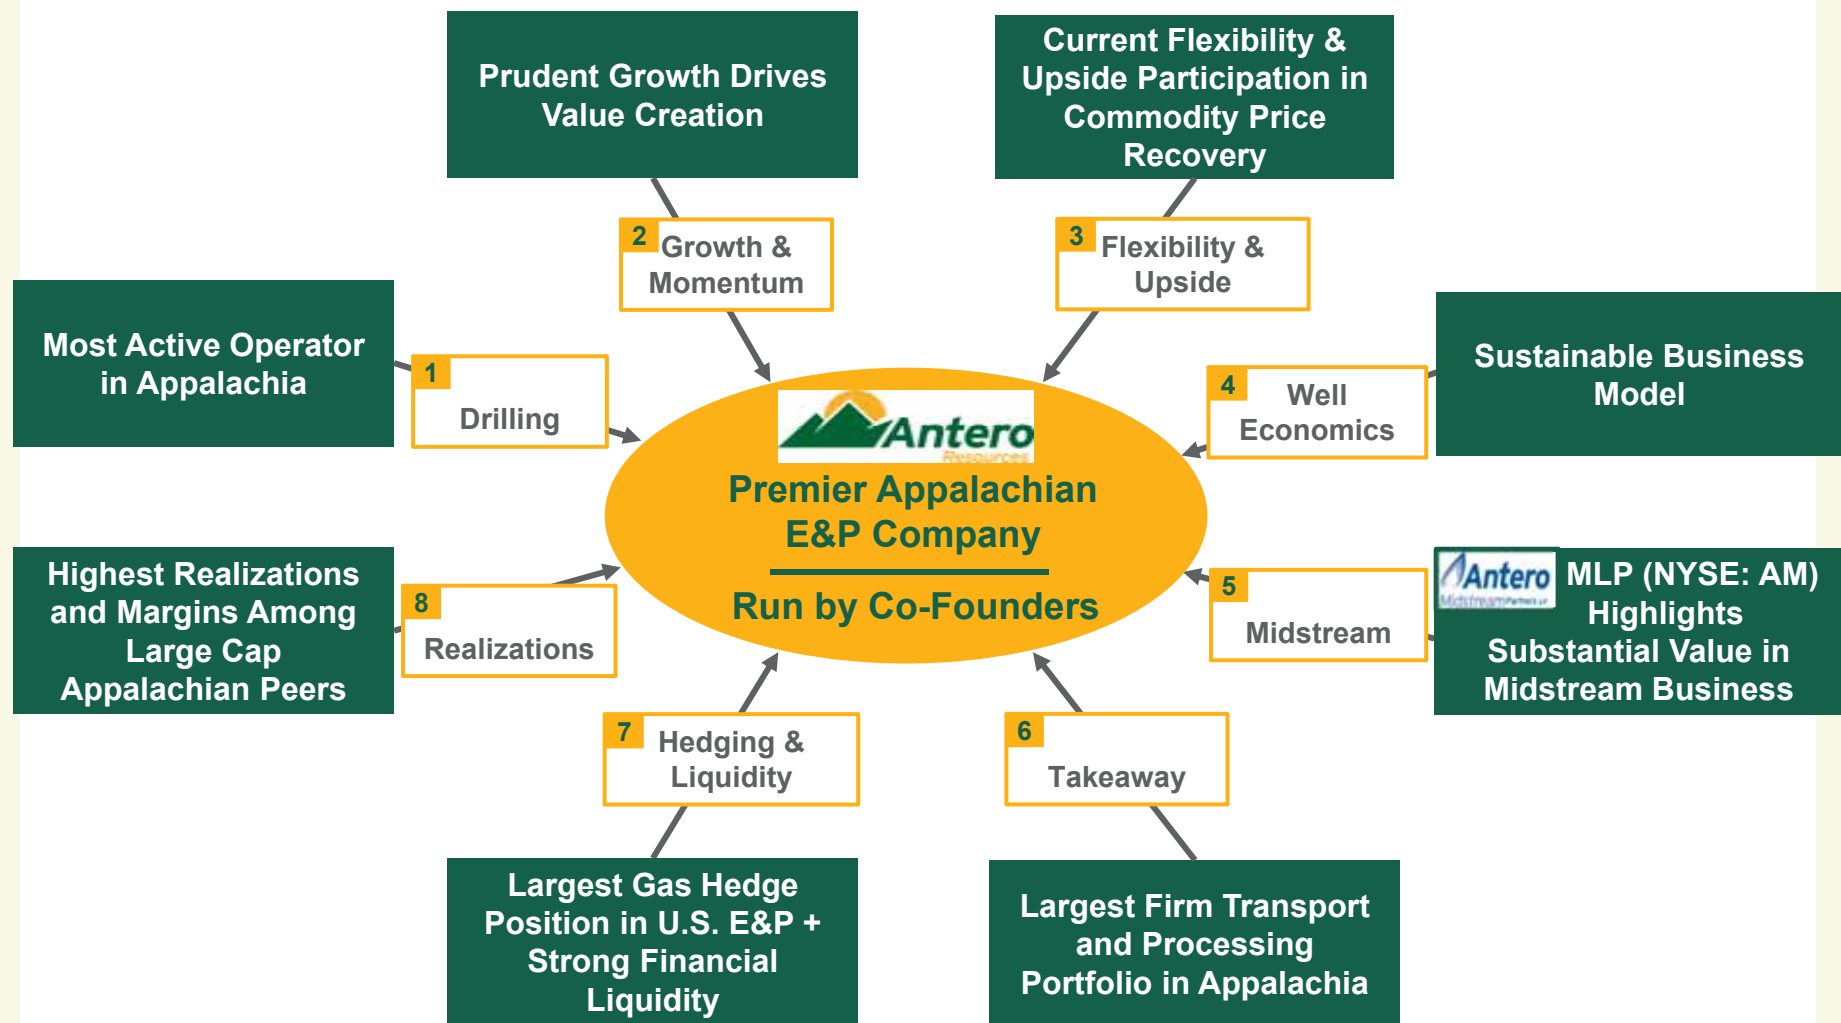 Prudent Growth Drives
Value Creation
Current Flexibility &
Upside Participation in
Commodity Price
Recovery
2
Growth &
Momentum
3
Flexibility &
Upside
Most Active Operator
in Appalachia
1
Drilling
4
Well
Economics
Sustainable Business
Model
Antero
Resources
Premier Appalachian
E&P Company
Run by Co-Founders
Highest Realizations
and Margins Among
Large Cap
Appalachian Peers
8
Realizations
5
Midstream
Antero
Midstream Partners LP
MLP (NYSE: AM)
Highlights
Substantial Value in
Midstream Business
7
Hedging &
Liquidity
6
Takeaway
Largest Gas Hedge
Position in U.S. E&P +
Strong Financial
Liquidity
Largest Firm Transport
and Processing
Portfolio in Appalachia